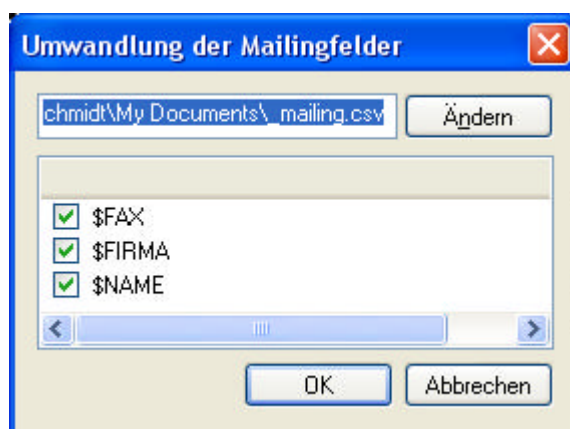 Umwandlung der Mailingfelder
chmidt\My Documents\_mailing.csv
Ändern
$FAX
$FIRMA
$NAME
OK
Abbrechen